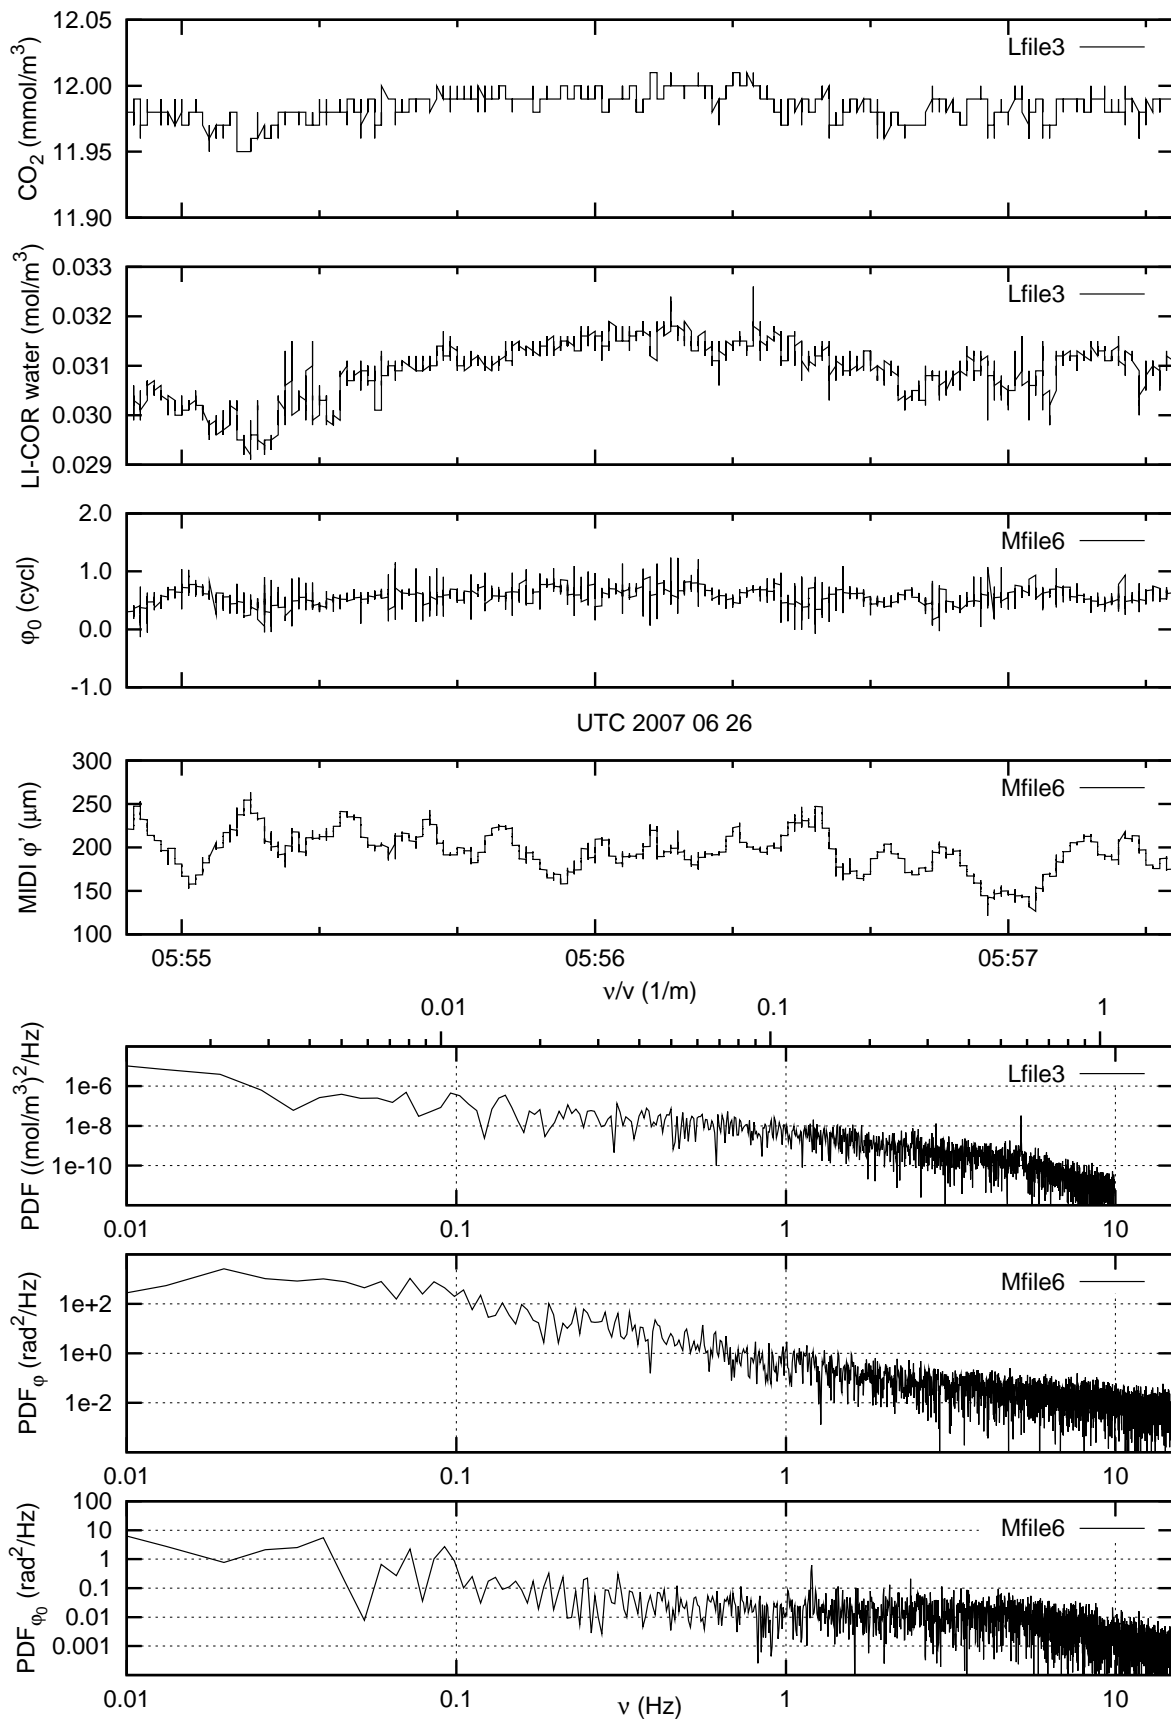 12.05
12.00
11.95
11.90
CO2 (mmol/m3)
Lfile3
0.033
0.032
0.031
0.030
0.029
LI-COR water (mol/m3)
Lfile3
2.0
1.0
0.0
-1.0
φ0 (cycl)
Mfile6
UTC 2007 06 26
300
250
200
150
100
MIDI φ' (μm)
Mfile6
05:55 05:56 05:57
ν/v (1/m)
0.01 0.1 1
1e-6
1e-8
1e-10
PDF ((mol/m3)2/Hz)
Lfile3
0.01 0.1 1 10
1e+2
1e+0
1e-2
PDFφ (rad2/Hz)
Mfile6
0.01 0.1 1 10
100
10
1
0.1
0.01
0.001
PDFφ0 (rad2/Hz)
Mfile6
0.01 0.1 1 10
ν (Hz)